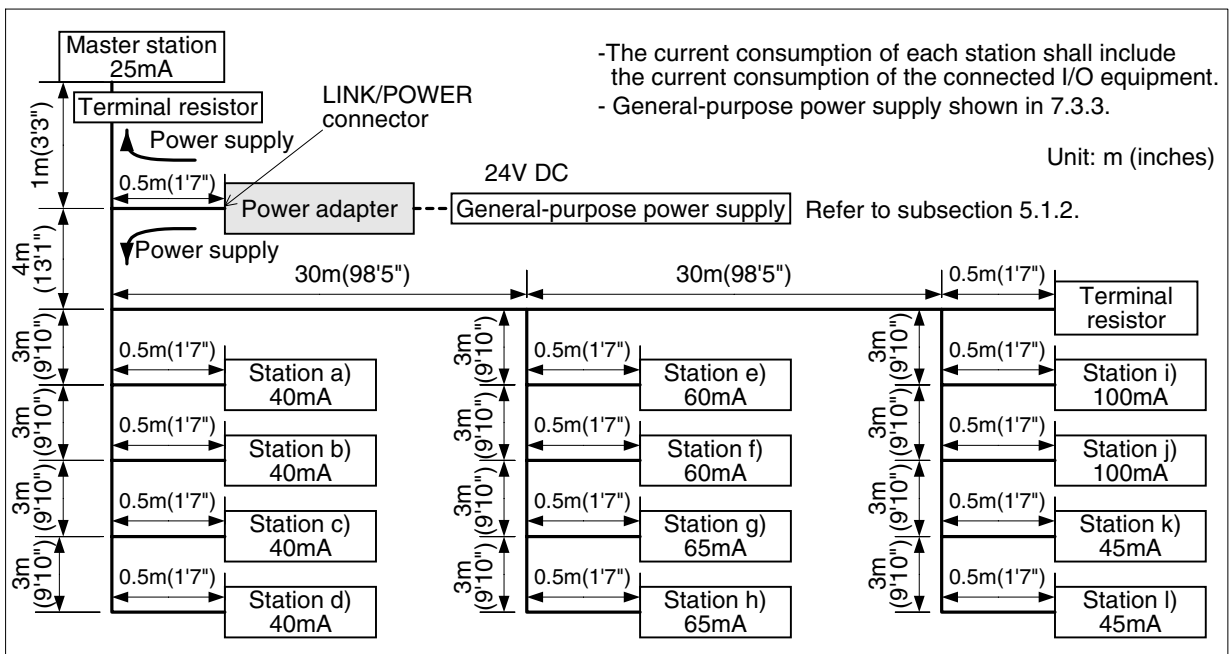 Master station
25mA
-The current consumption of each station shall include
the current consumption of the connected I/O equipment.
- General-purpose power supply shown in 7.3.3.
Terminal resistor
LINK/POWER
connector
1m(3'3")
Power supply
Unit: m (inches)
0.5m(1'7")
24V DC
Power adapter
General-purpose power supply
Refer to subsection 5.1.2.
4m
(13'1")
Power supply
30m(98'5")
30m(98'5")
0.5m(1'7")
Terminal
resistor
3m
(9'10")
0.5m(1'7")
Station a)
40mA
3m
(9'10")
0.5m(1'7")
Station e)
60mA
3m
(9'10")
0.5m(1'7")
Station i)
100mA
3m
(9'10")
0.5m(1'7")
Station b)
40mA
3m
(9'10")
0.5m(1'7")
Station f)
60mA
3m
(9'10")
0.5m(1'7")
Station j)
100mA
3m
(9'10")
0.5m(1'7")
Station c)
40mA
3m
(9'10")
0.5m(1'7")
Station g)
65mA
3m
(9'10")
0.5m(1'7")
Station k)
45mA
3m
(9'10")
0.5m(1'7")
Station d)
40mA
3m
(9'10")
0.5m(1'7")
Station h)
65mA
3m
(9'10")
0.5m(1'7")
Station l)
45mA